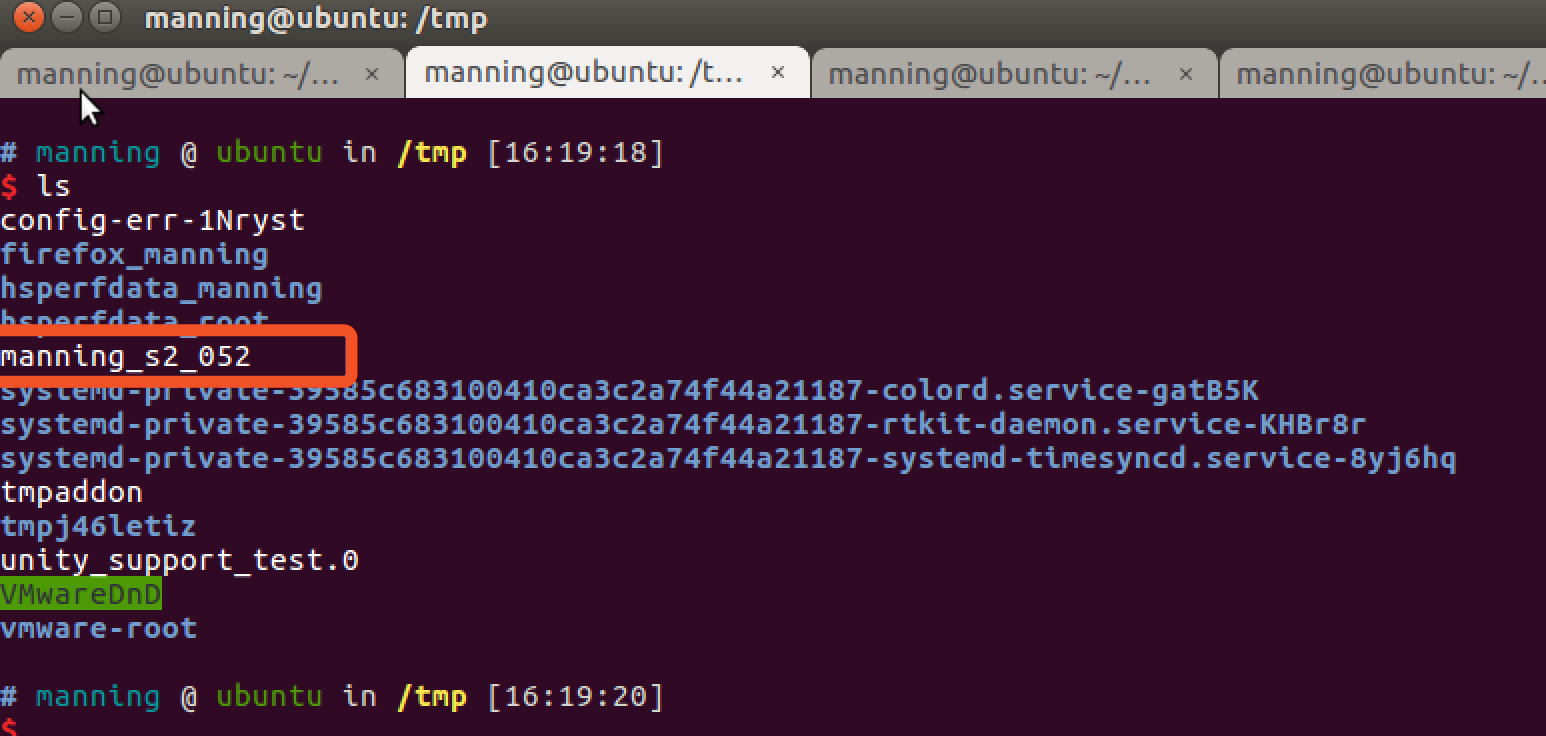 manning@ubuntu: /tmp
manning@ubuntu: ~/... × manning@ubuntu: /t... × manning@ubuntu: ~/... × manning@ubuntu: ~/..
# manning @ ubuntu in /tmp [16:19:18]
$ ls
config-err-1Nryst
firefox_manning
hsperfdata_manning
hsperfdata_root
manning_s2_052
systemd-private-39585c683100410ca3c2a74f44a21187-colord.service-gatB5K
systemd-private-39585c683100410ca3c2a74f44a21187-rtkit-daemon.service-KHBr8r
systemd-private-39585c683100410ca3c2a74f44a21187-systemd-timesyncd.service-8yj6hq
tmpaddon
tmpj46letiz
unity_support_test.0
VMwareDnD
vmware-root
# manning @ ubuntu in /tmp [16:19:20]
$